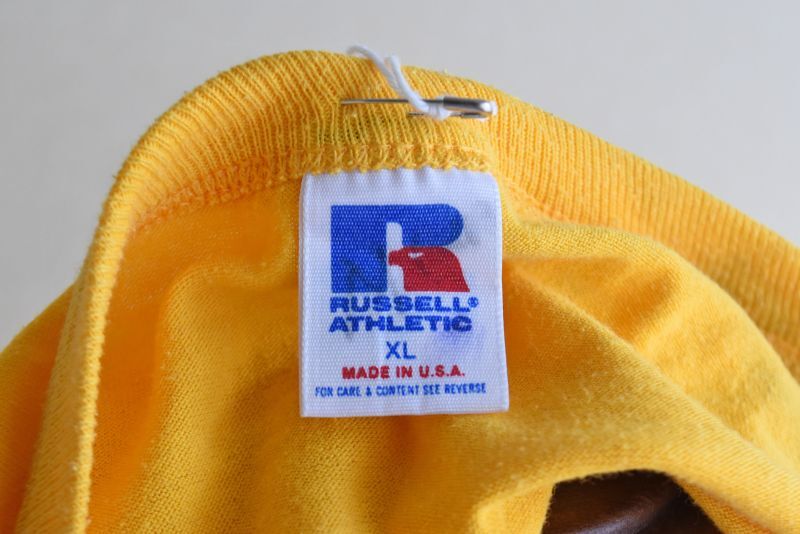 R
RUSSELL®
ATHLETIC
XL
MADE IN U.S.A.
FOR CARE & CONTENT SEE REVERSE